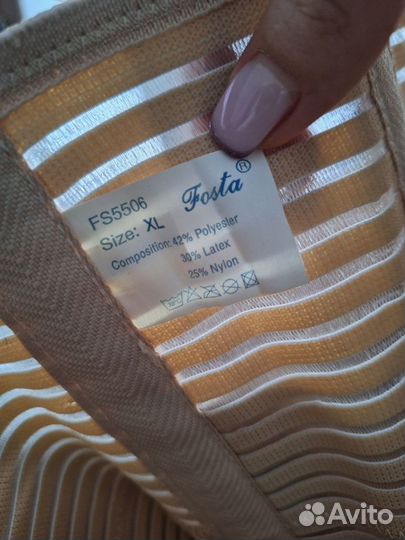 Fosta ®
FS5506
Size: XL
Composition: 42% Polyester
30% Latex
25% Nylon
Avito